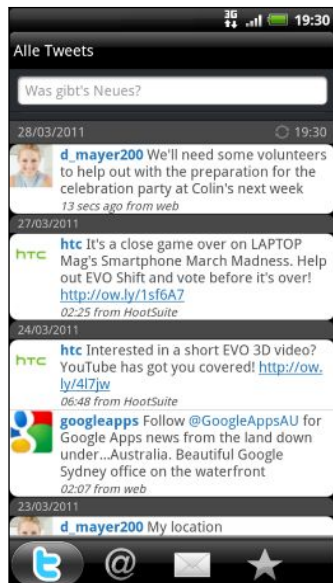 3G 19:30
Alle Tweets
Was gibt's Neues?
28/03/2011 19:30
d_mayer200 We'll need some volunteers
to help out with the preparation for the
celebration party at Colin's next week
13 secs ago from web
27/03/2011
htc It's a close game over on LAPTOP
Mag's Smartphone March Madness. Help
out EVO Shift and vote before it's over!
http://ow.ly/1sf6A7
02:25 from HootSuite
24/03/2011
htc Interested in a short EVO 3D video?
YouTube has got you covered! http://ow.
ly/4l7jw
06:48 from HootSuite
googleapps Follow @GoogleAppsAU for
Google Apps news from the land down
under...Australia. Beautiful Google
Sydney office on the waterfront
02:07 from web
23/03/2011
d_mayer200 My location